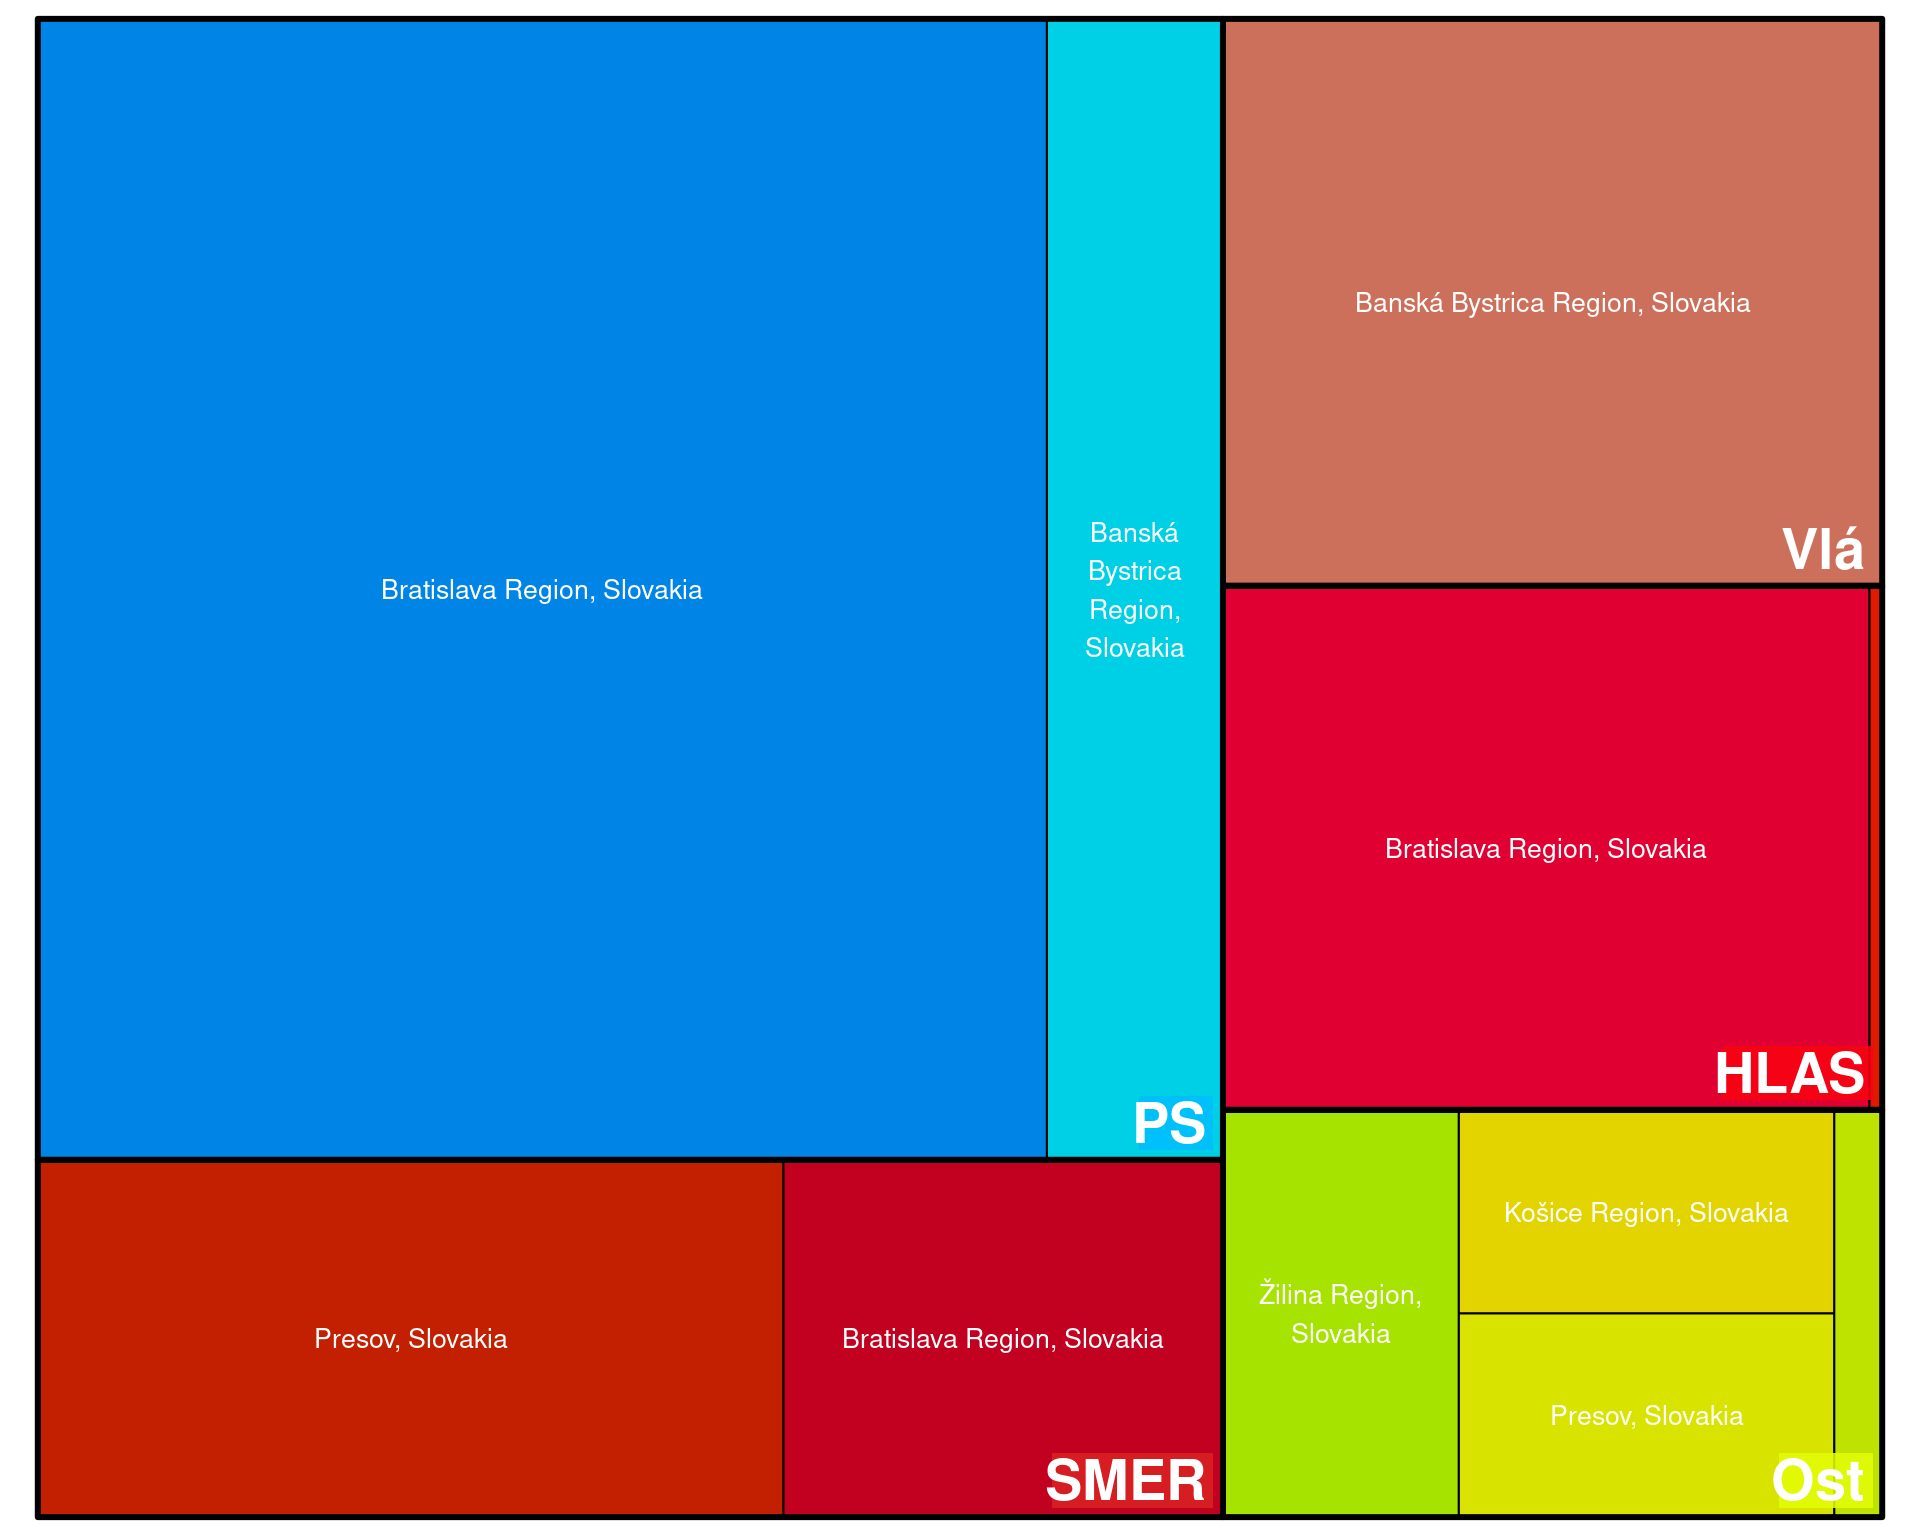 Bratislava Region, Slovakia
Banská
Bystrica
Region,
Slovakia
PS
Banská Bystrica Region, Slovakia
Vlá
Bratislava Region, Slovakia
HLAS
Presov, Slovakia
Bratislava Region, Slovakia
SMER
Žilina Region,
Slovakia
Košice Region, Slovakia
Presov, Slovakia
Ost